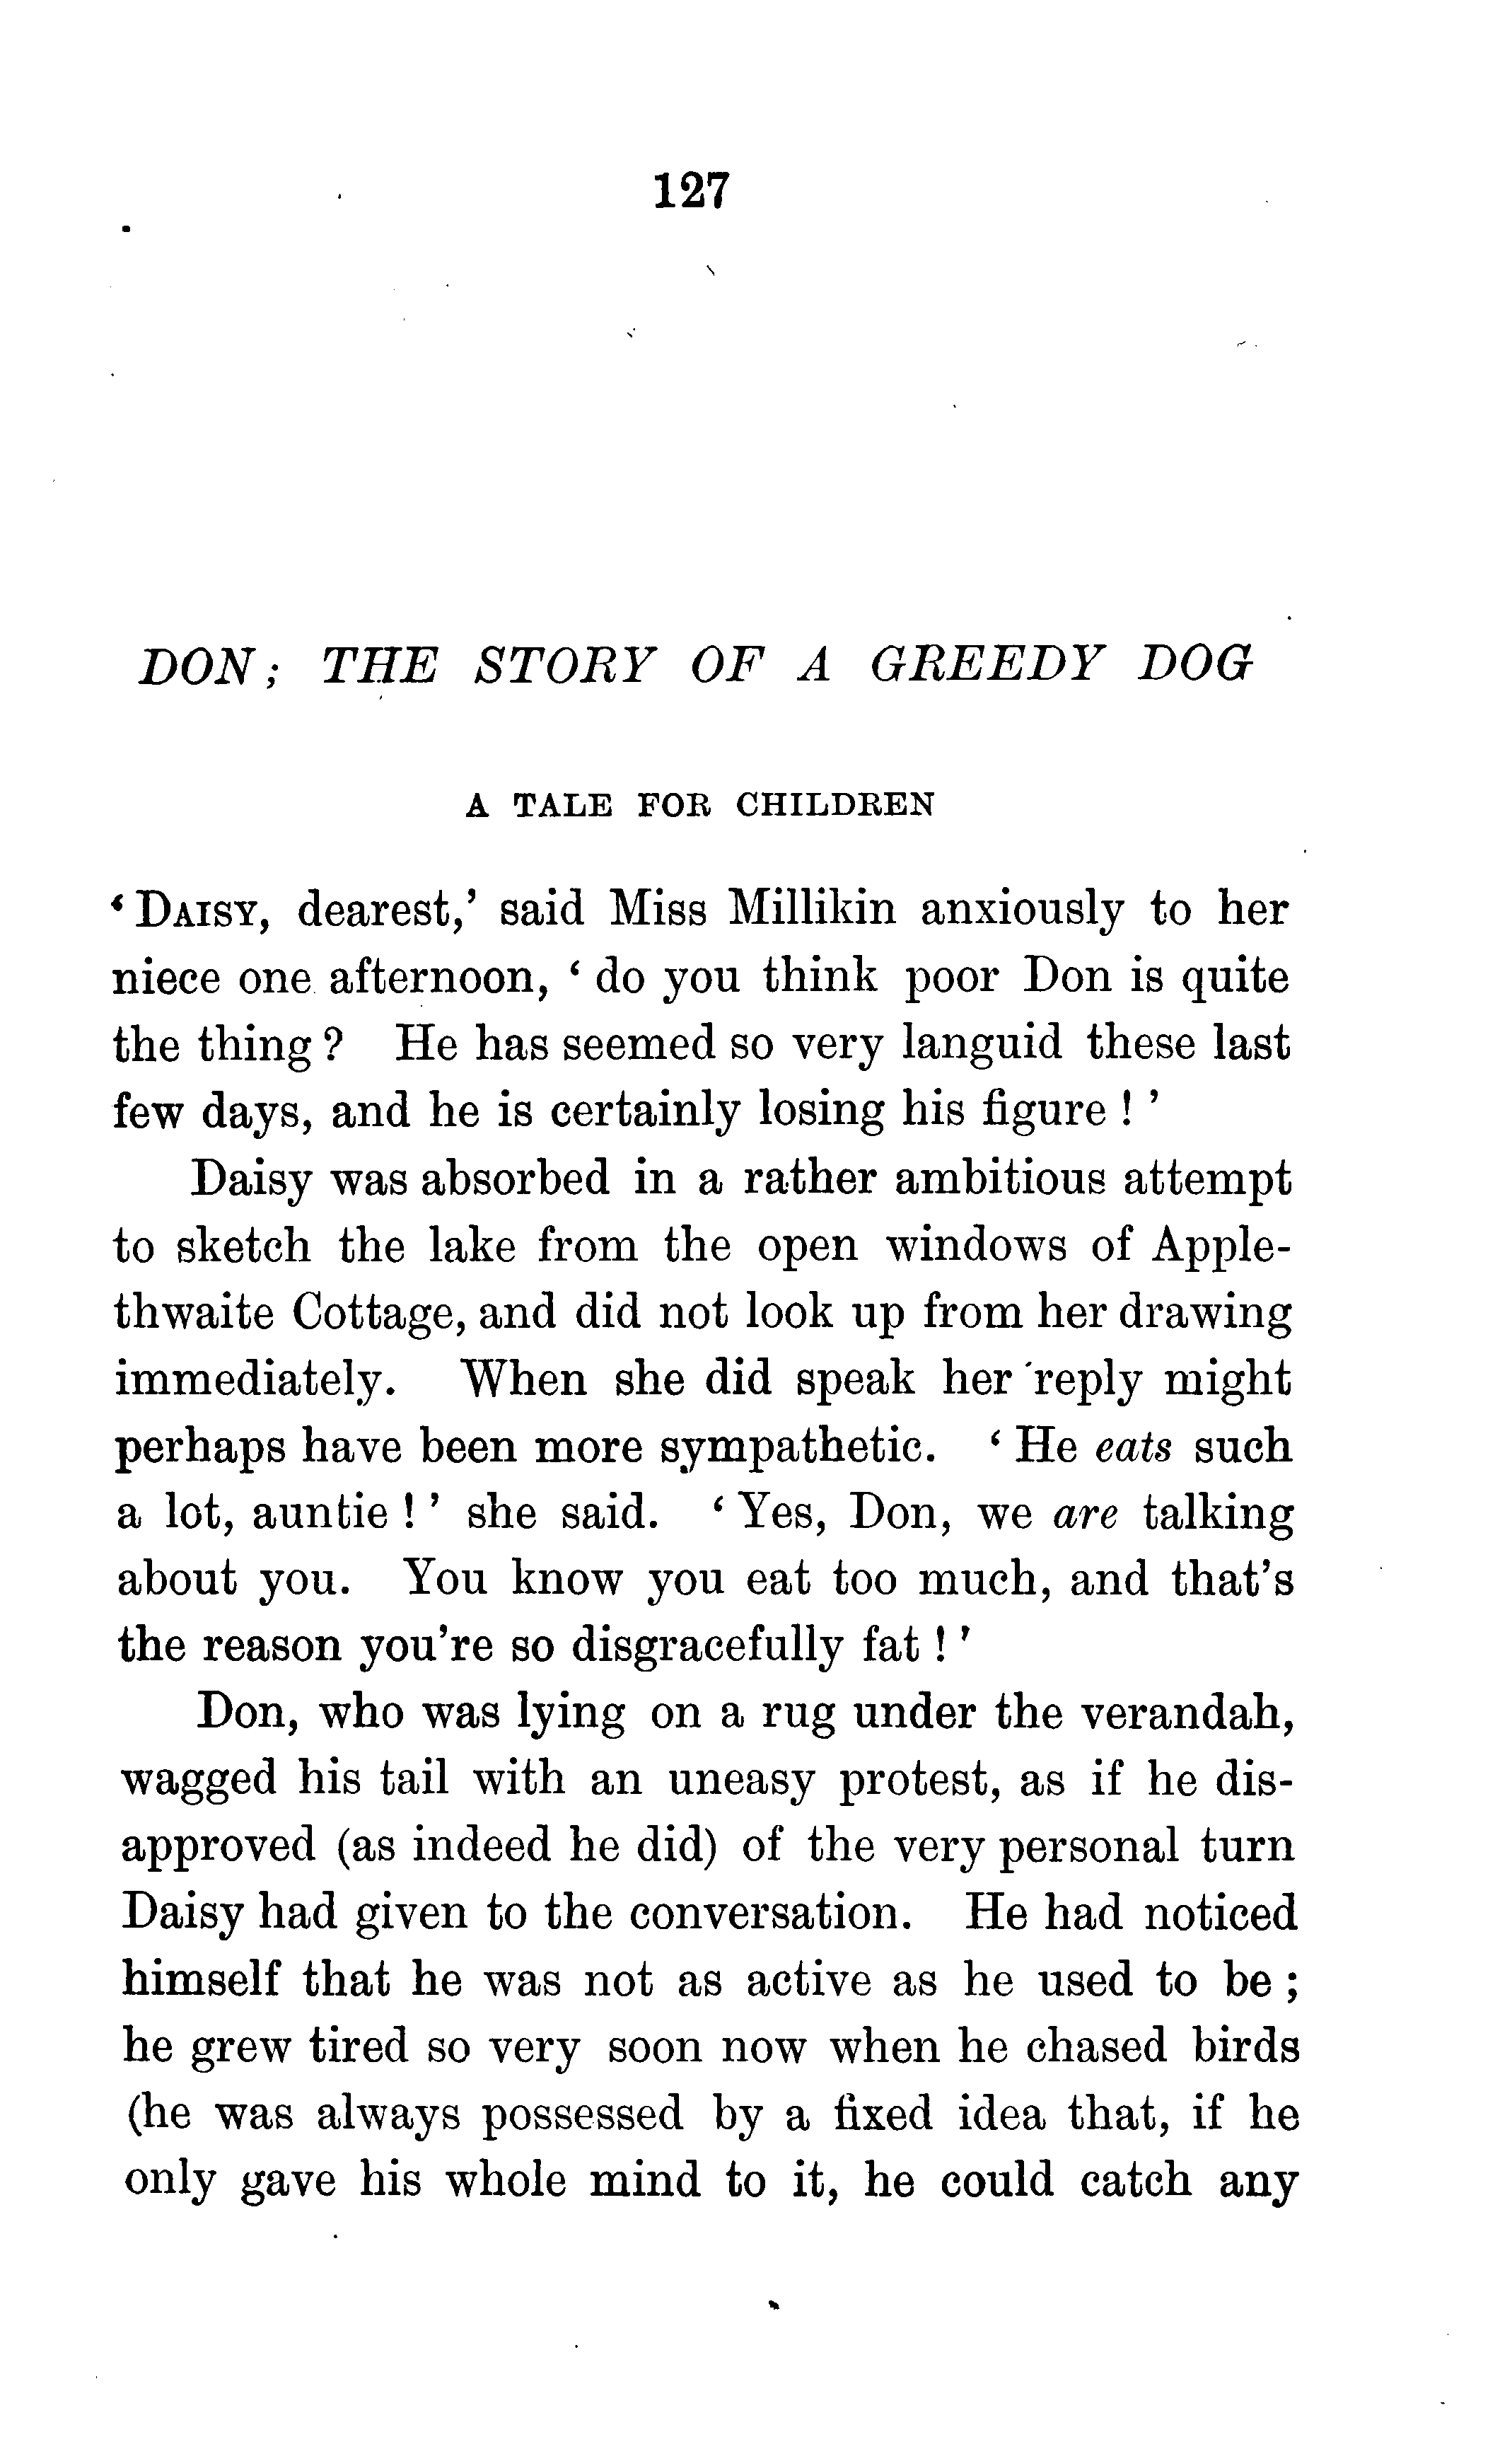 127
DON; THE STORY OF A GREEDY DOG
A TALE FOR CHILDREN
‘ DAISY, dearest,’ said Miss Millikin anxiously to her
niece one afternoon, ‘ do you think poor Don is quite
the thing ? He has seemed so very languid these last
few days, and he is certainly losing his figure ! ’
Daisy was absorbed in a rather ambitious attempt
to sketch the lake from the open windows of Apple-
thwaite Cottage, and did not look up from her drawing
immediately. When she did speak her reply might
perhaps have been more sympathetic. ‘ He eats such
a lot, auntie ! ’ she said. ‘ Yes, Don, we are talking
about you. You know you eat too much, and that’s
the reason you’re so disgracefully fat ! ’
Don, who was lying on a rug under the verandah,
wagged his tail with an uneasy protest, as if he dis-
approved (as indeed he did) of the very personal turn
Daisy had given to the conversation. He had noticed
himself that he was not as active as he used to be ;
he grew tired so very soon now when he chased birds
(he was always possessed by a fixed idea that, if he
only gave his whole mind to it, he could catch any